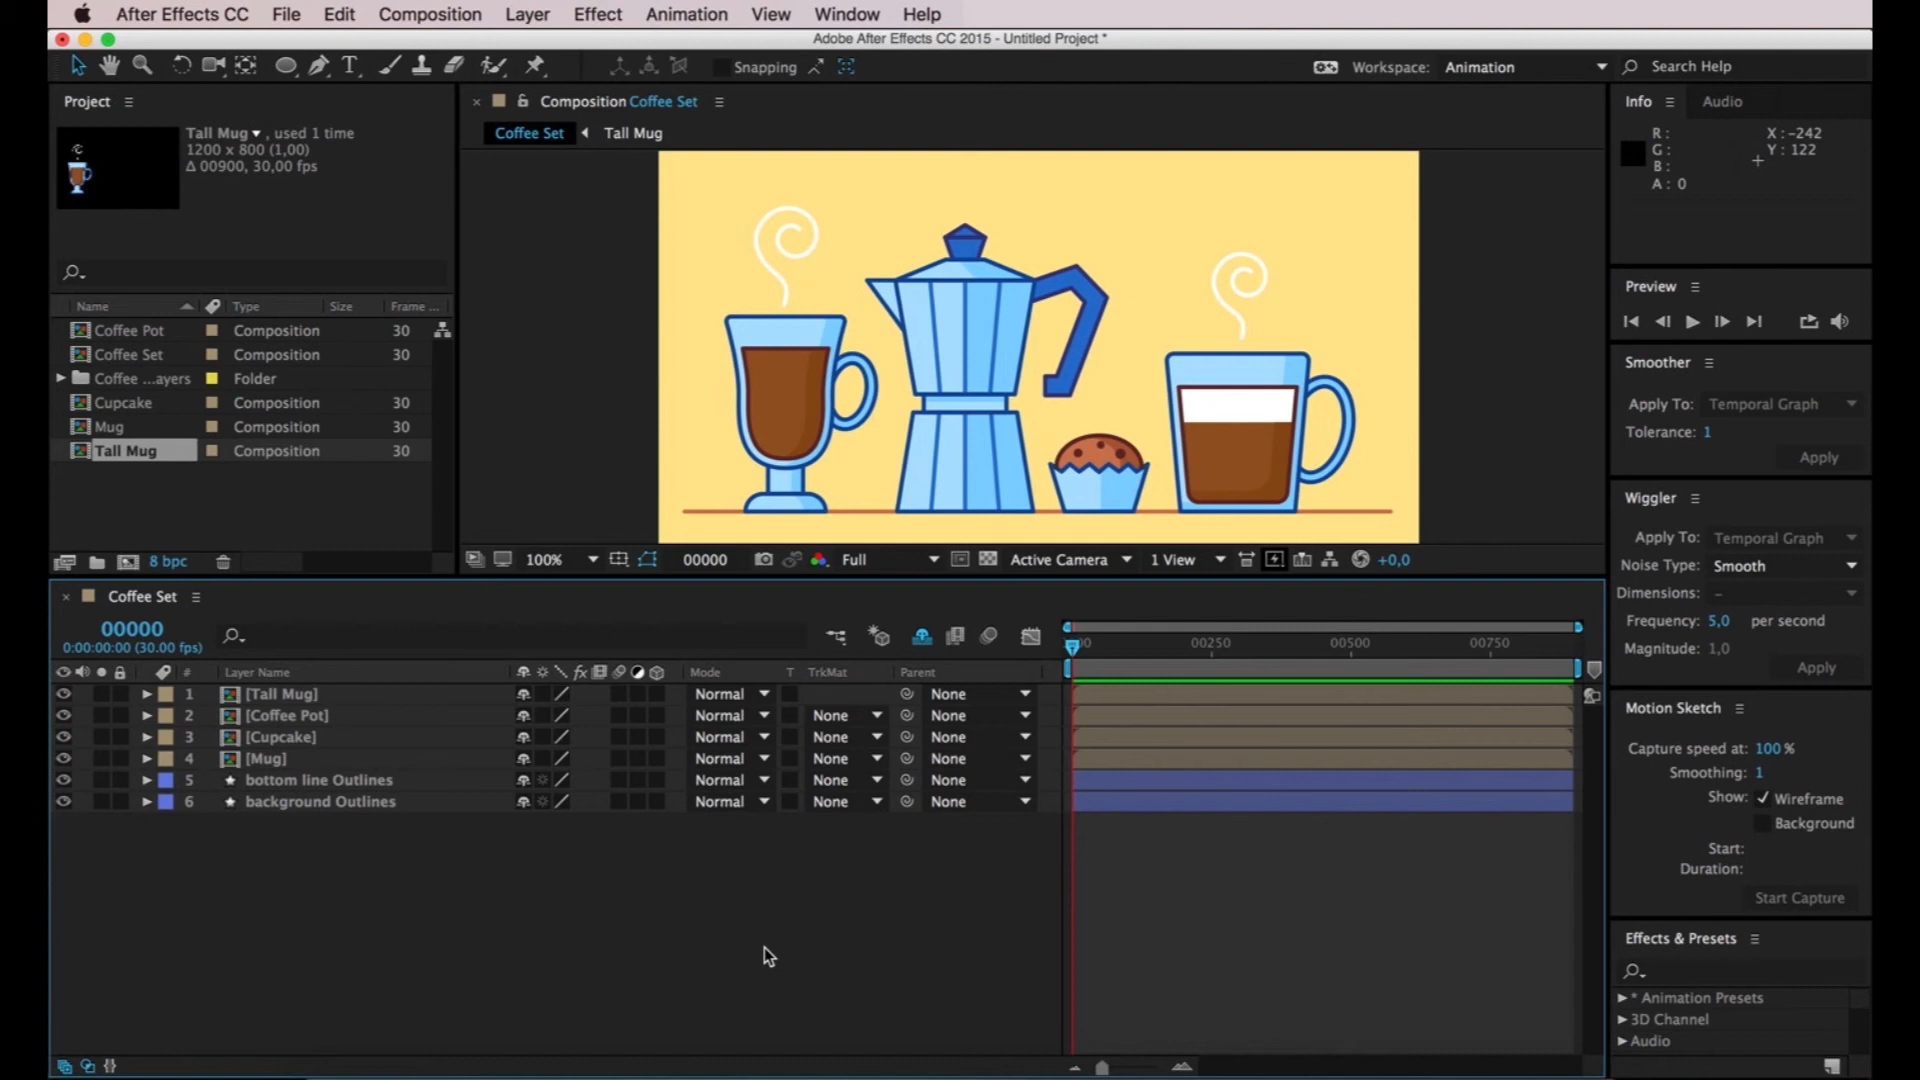 After Effects CC File Edit Composition Layer Effect Animation View Window Help
Adobe After Effects CC 2015 - Untitled Project *
Snapping
Workspace: Animation
Search Help
Project
Tall Mug , used 1 time
1200 x 800 (1,00)
Δ 00900, 30,00 fps
Name Type Size Frame ...
Coffee Pot Composition 30
Coffee Set Composition 30
Coffee ...ayers Folder
Cupcake Composition 30
Mug Composition 30
Tall Mug Composition 30
8 bpc
Composition Coffee Set
Coffee Set Tall Mug
100% 00000 Full Active Camera 1 View +0,0
Info Audio
R : X : -242
G : Y : 122
B :
A : 0
Preview
Smoother
Apply To: Temporal Graph
Tolerance: 1
Apply
Wiggler
Apply To: Temporal Graph
Noise Type: Smooth
Dimensions: –
Frequency: 5,0 per second
Magnitude: 1,0
Apply
Motion Sketch
Capture speed at: 100 %
Smoothing: 1
Show: Wireframe
Background
Start:
Duration:
Start Capture
Effects & Presets
* Animation Presets
3D Channel
Audio
Coffee Set
00000
0:00:00:00 (30.00 fps)
00250 00500 00750
# Layer Name fx Mode T TrkMat Parent
1 [Tall Mug] Normal None
2 [Coffee Pot] Normal None None
3 [Cupcake] Normal None None
4 [Mug] Normal None None
5 bottom line Outlines Normal None None
6 background Outlines Normal None None